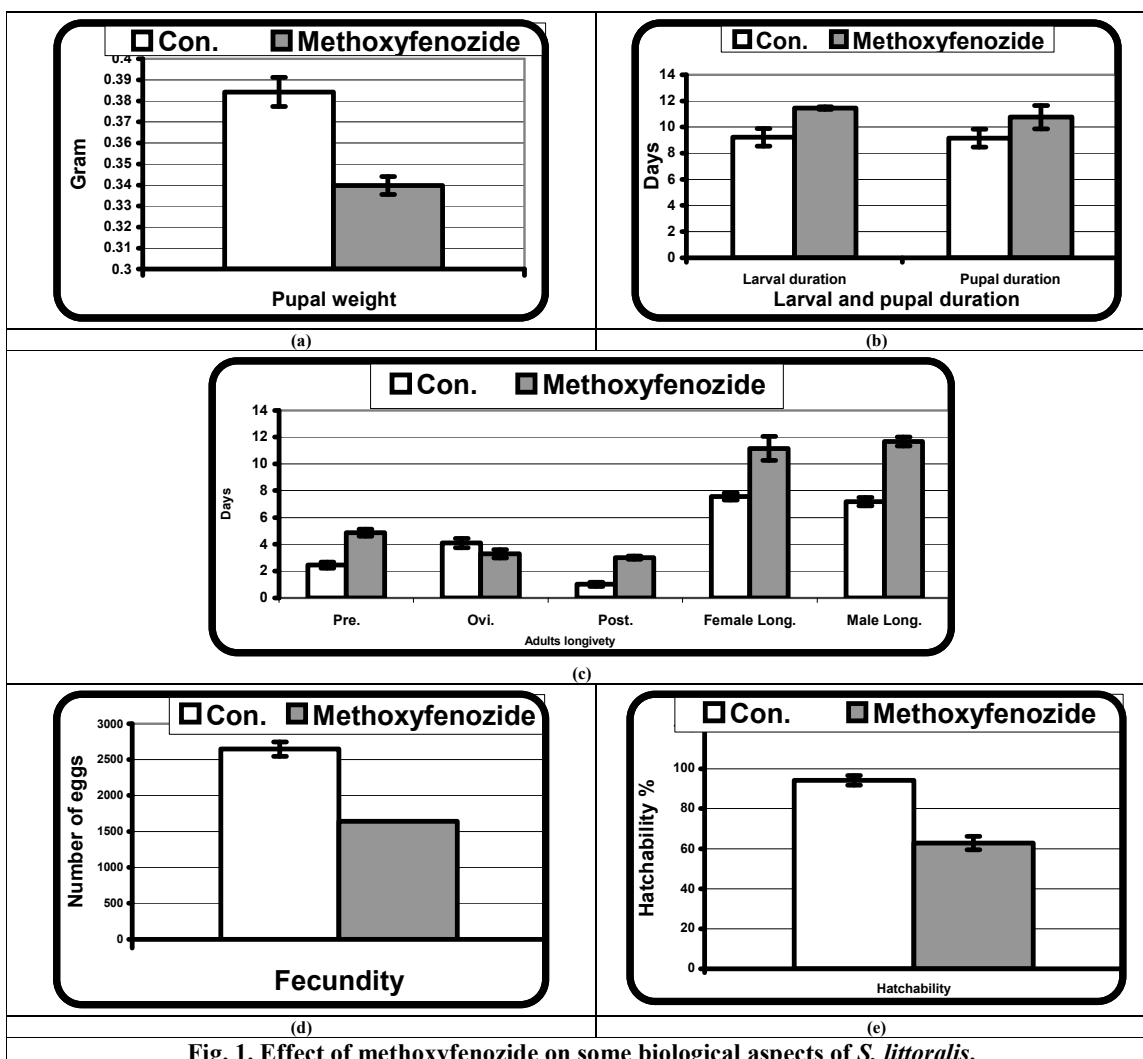 Con. Methoxyfenozide
0.4
0.39
0.38
0.37
0.36
0.35
0.34
0.33
0.32
0.31
0.3
Gram
Pupal weight
(a)
Con. Methoxyfenozide
14
12
10
8
6
4
2
0
Days
Larval duration Pupal duration
Larval and pupal duration
(b)
Con. Methoxyfenozide
14
12
10
8
6
4
2
0
Days
Pre. Ovi. Post. Female Long. Male Long.
Adults longivety
(c)
Con. Methoxyfenozide
3000
2500
2000
1500
1000
500
0
Number of eggs
Fecundity
(d)
Con. Methoxyfenozide
100
80
60
40
20
0
Hatchability %
Hatchability
(e)
Fig. 1. Effect of methoxyfenozide on some biological aspects of S. littoralis.